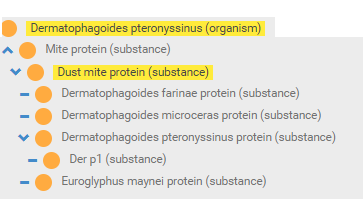 Dermatophagoides pteronyssinus (organism)
Mite protein (substance)
Dust mite protein (substance)
Dermatophagoides farinae protein (substance)
Dermatophagoides microceras protein (substance)
Dermatophagoides pteronyssinus protein (substance)
Der p1 (substance)
Euroglyphus maynei protein (substance)